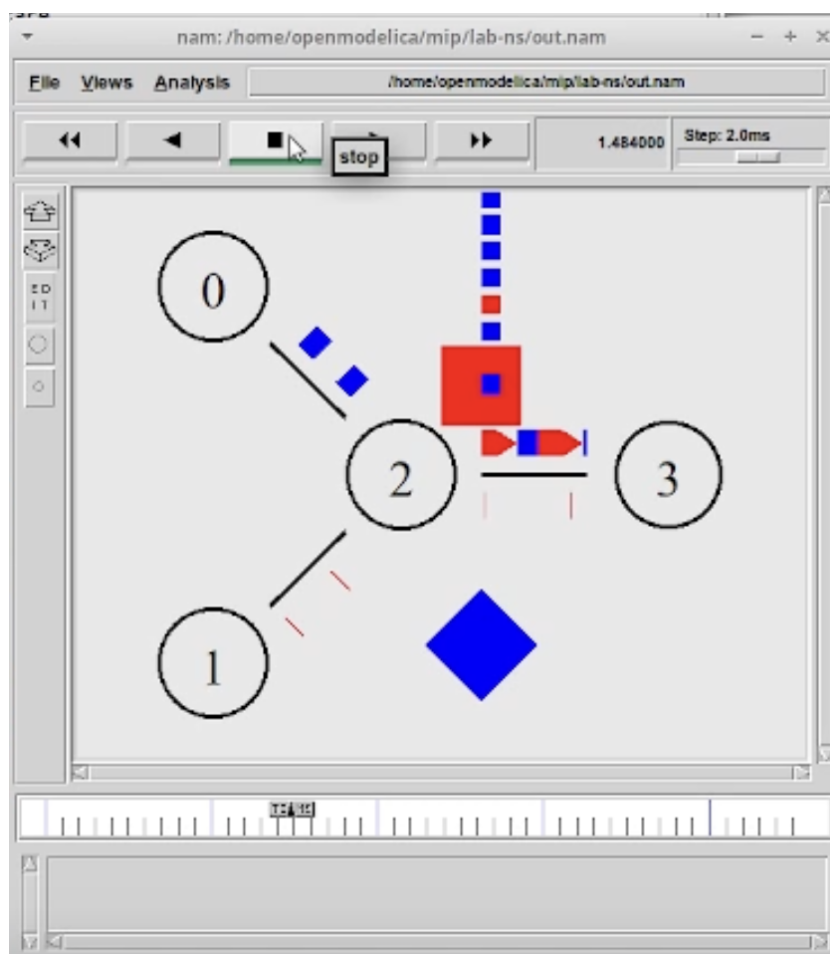 nam: /home/openmodelica/mip/lab-ns/out.nam
File Views Analysis /home/openmodelica/mip/lab-ns/out.nam
stop
1.484000 Step: 2.0ms
E D
I T
0
2
3
1